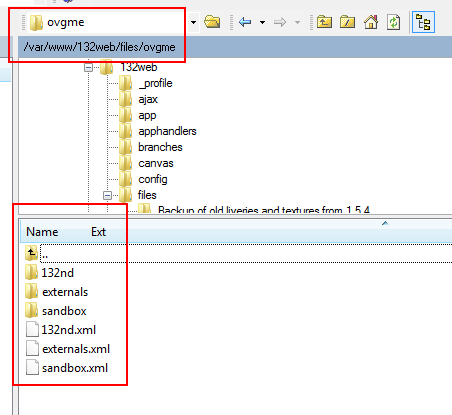 ovgme
/var/www/132web/files/ovgme
132web
_profile
ajax
app
apphandlers
branches
canvas
config
files
Backup of old liveries and textures from 1.5.4
Name Ext
..
132nd
externals
sandbox
132nd.xml
externals.xml
sandbox.xml